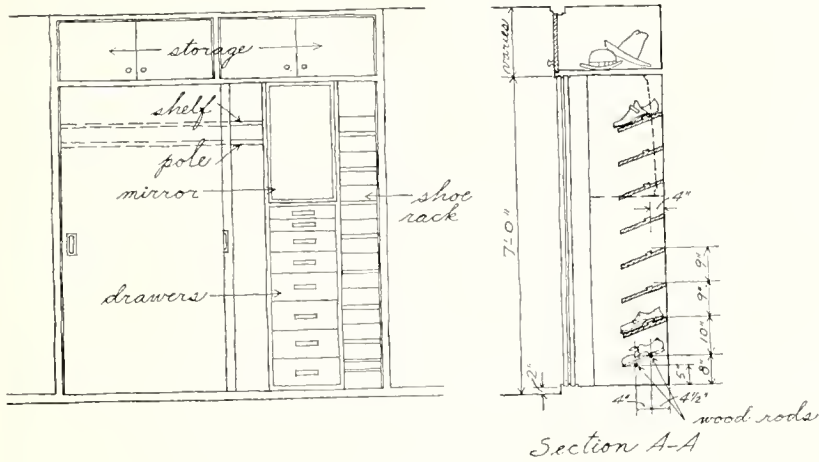 storage
shelf
pole
mirror
shoe
rack
drawers
varies
7'-0"
2"
4"
9"
9"
10"
8"
5"
4"
4½"
wood rods
Section A-A